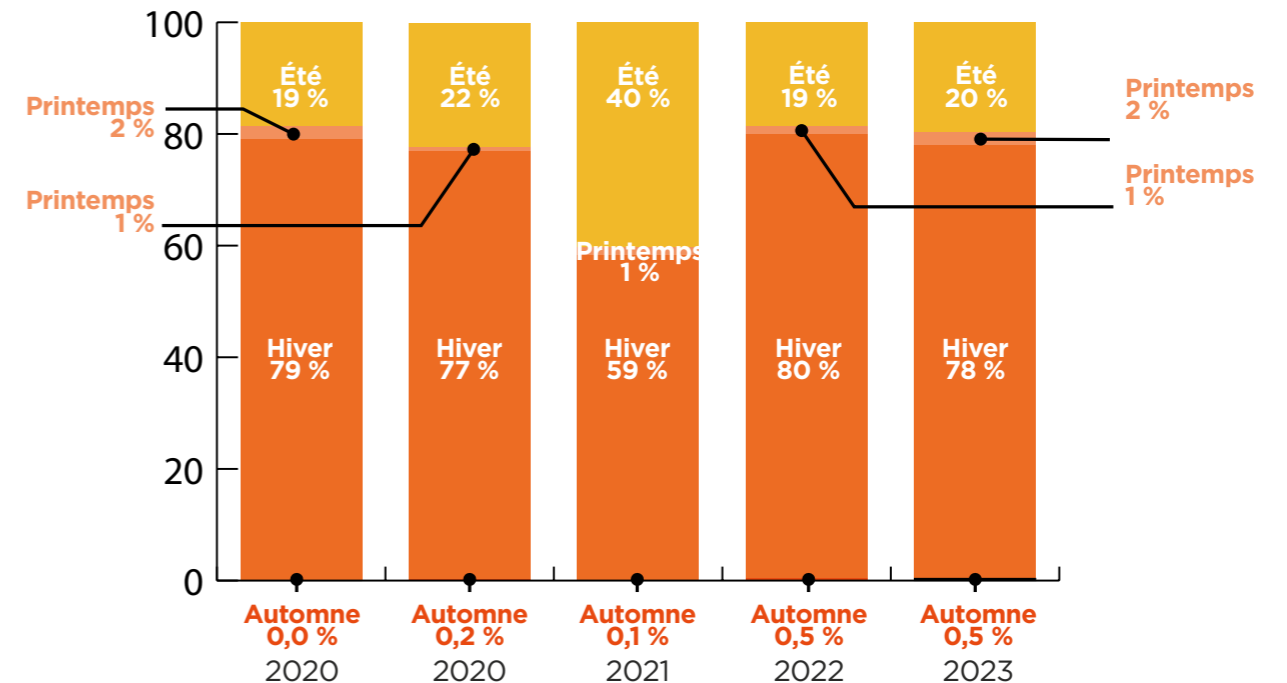 100
80
60
40
20
0
Printemps
2 %
Printemps
1 %
Été
19 %
Hiver
79 %
Automne
0,0 %
2020
Été
22 %
Hiver
77 %
Automne
0,2 %
2020
Été
40 %
Printemps
1 %
Hiver
59 %
Automne
0,1 %
2021
Été
19 %
Hiver
80 %
Automne
0,5 %
2022
Été
20 %
Hiver
78 %
Automne
0,5 %
2023
Printemps
2 %
Printemps
1 %